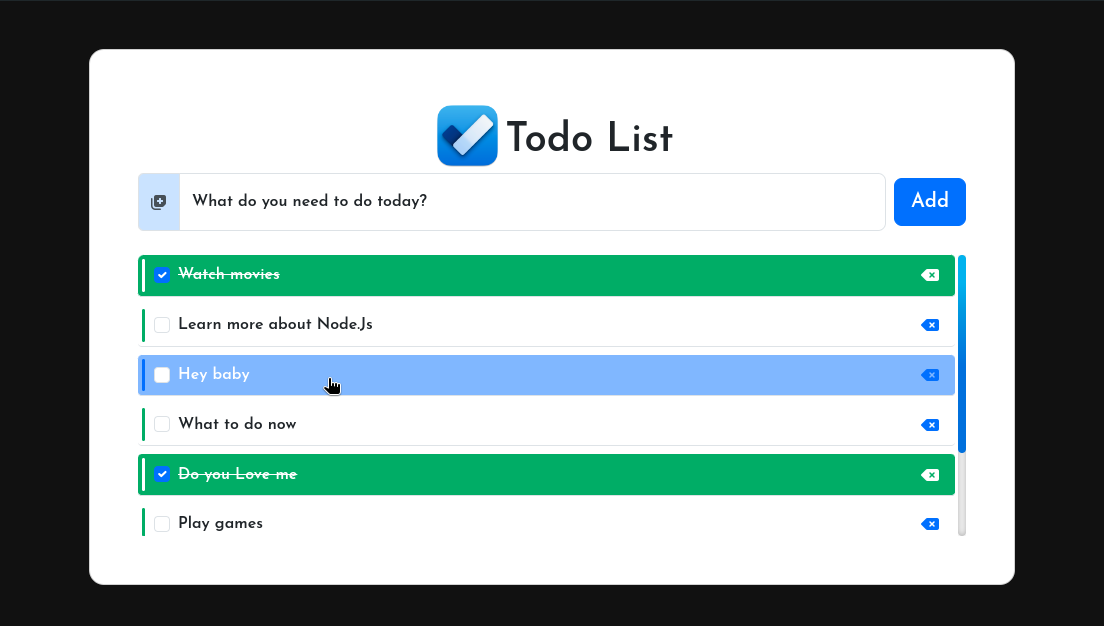 Todo List
What do you need to do today?
Add
Watch movies
Learn more about Node.Js
Hey baby
What to do now
Do you Love me
Play games